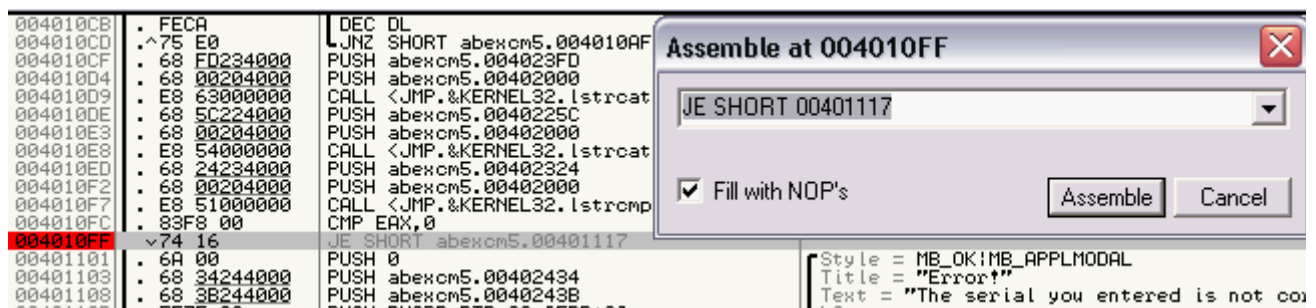 004010CB . FECA DEC DL
004010CD .^75 E0 JNZ SHORT abexcm5.004010AF
004010CF . 68 FD234000 PUSH abexcm5.004023FD
004010D4 . 68 00204000 PUSH abexcm5.00402000
004010D9 . E8 63000000 CALL <JMP.&KERNEL32.lstrcat
004010DE . 68 5C224000 PUSH abexcm5.0040225C
004010E3 . 68 00204000 PUSH abexcm5.00402000
004010E8 . E8 54000000 CALL <JMP.&KERNEL32.lstrcat
004010ED . 68 24234000 PUSH abexcm5.00402324
004010F2 . 68 00204000 PUSH abexcm5.00402000
004010F7 . E8 51000000 CALL <JMP.&KERNEL32.lstrcmp
004010FC . 83F8 00 CMP EAX,0
004010FF 74 16 JE SHORT abexcm5.00401117
00401101 . 6A 00 PUSH 0
00401103 . 68 34244000 PUSH abexcm5.00402434
00401108 . 68 3B244000 PUSH abexcm5.0040243B
Assemble at 004010FF
JE SHORT 00401117
Fill with NOP's
Assemble
Cancel
Style = MB_OK|MB_APPLMODAL
Title = "Error!"
Text = "The serial you entered is not